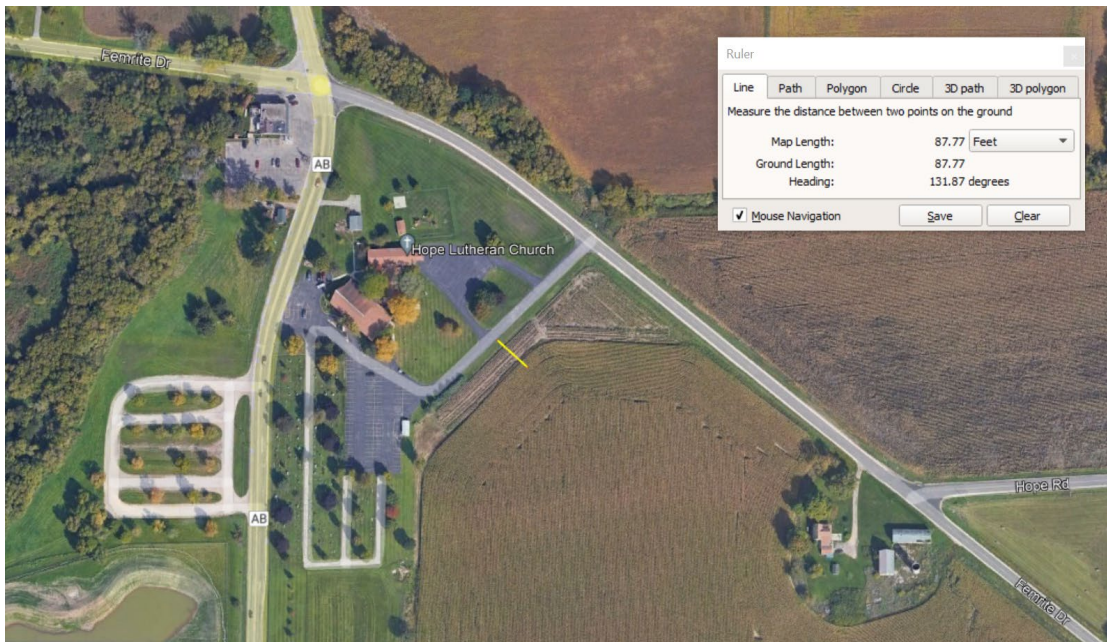 Femrite Dr
AB
Hope Lutheran Church
AB
Hope Rd
Femrite Dr
Ruler
Line Path Polygon Circle 3D path 3D polygon
Measure the distance between two points on the ground
Map Length: 87.77 Feet
Ground Length: 87.77
Heading: 131.87 degrees
Mouse Navigation Save Clear